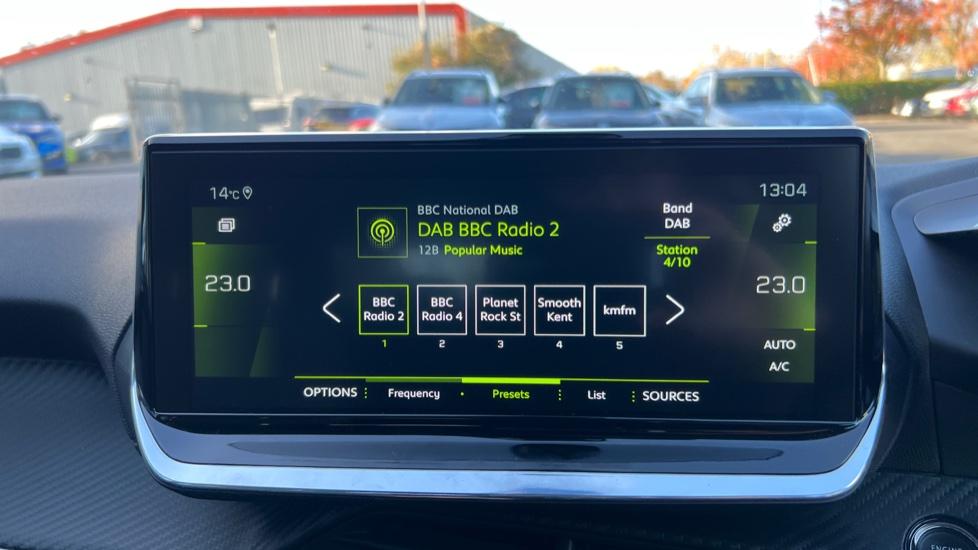 14°C
13:04
BBC National DAB
DAB BBC Radio 2
12B Popular Music
Band
DAB
Station
4/10
23.0
23.0
BBC
Radio 2
BBC
Radio 4
Planet
Rock St
Smooth
Kent
kmfm
1
2
3
4
5
AUTO
A/C
OPTIONS
Frequency
Presets
List
SOURCES
ENGINE